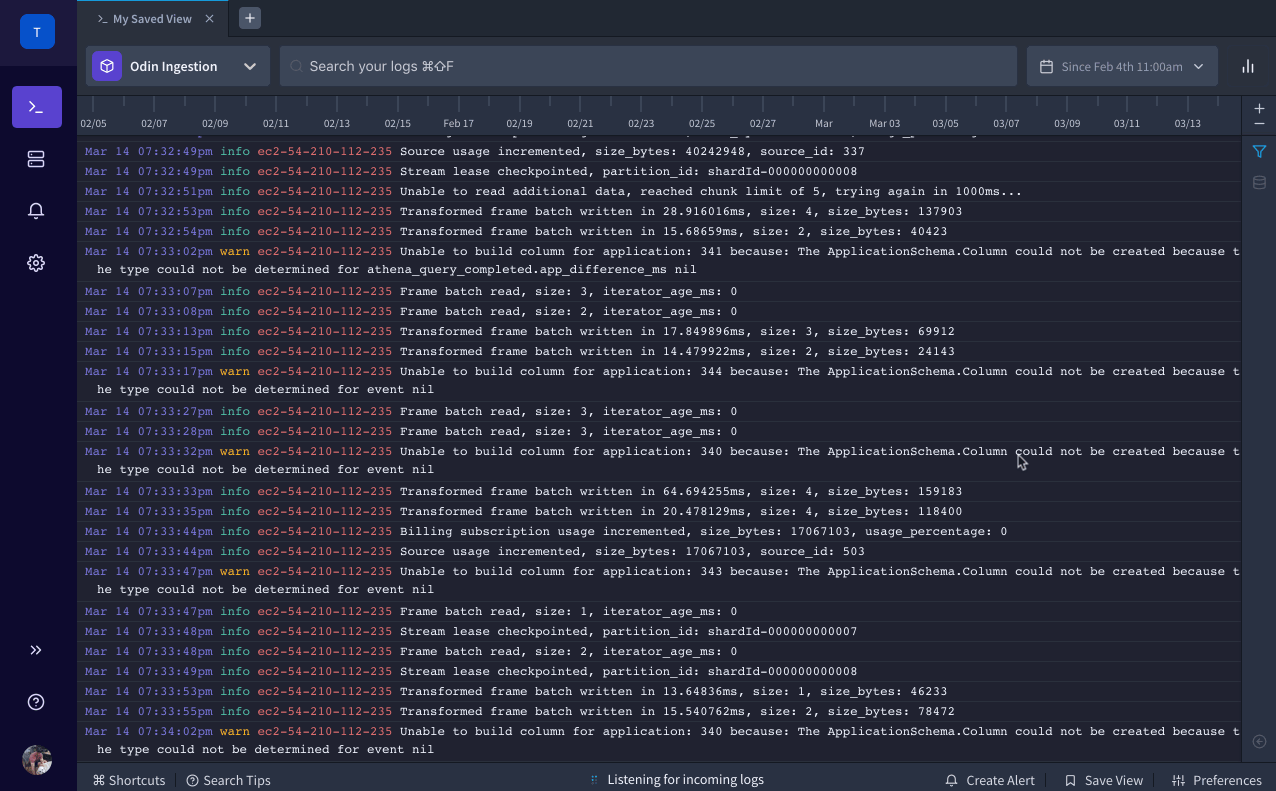 T
My Saved View
Odin Ingestion
Search your logs ⌘⇧F
Since Feb 4th 11:00am
02/05 02/07 02/09 02/11 02/13 02/15 Feb 17 02/19 02/21 02/23 02/25 02/27 Mar Mar 03 03/05 03/07 03/09 03/11 03/13
Mar 14 07:32:49pm info ec2-54-210-112-235 Source usage incremented, size_bytes: 40242948, source_id: 337
Mar 14 07:32:49pm info ec2-54-210-112-235 Stream lease checkpointed, partition_id: shardId-000000000008
Mar 14 07:32:51pm info ec2-54-210-112-235 Unable to read additional data, reached chunk limit of 5, trying again in 1000ms...
Mar 14 07:32:53pm info ec2-54-210-112-235 Transformed frame batch written in 28.916016ms, size: 4, size_bytes: 137903
Mar 14 07:32:54pm info ec2-54-210-112-235 Transformed frame batch written in 15.68659ms, size: 2, size_bytes: 40423
Mar 14 07:33:02pm warn ec2-54-210-112-235 Unable to build column for application: 341 because: The ApplicationSchema.Column could not be created because t
he type could not be determined for athena_query_completed.app_difference_ms nil
Mar 14 07:33:07pm info ec2-54-210-112-235 Frame batch read, size: 3, iterator_age_ms: 0
Mar 14 07:33:08pm info ec2-54-210-112-235 Frame batch read, size: 2, iterator_age_ms: 0
Mar 14 07:33:13pm info ec2-54-210-112-235 Transformed frame batch written in 17.849896ms, size: 3, size_bytes: 69912
Mar 14 07:33:15pm info ec2-54-210-112-235 Transformed frame batch written in 14.479922ms, size: 2, size_bytes: 24143
Mar 14 07:33:17pm warn ec2-54-210-112-235 Unable to build column for application: 344 because: The ApplicationSchema.Column could not be created because t
he type could not be determined for event nil
Mar 14 07:33:27pm info ec2-54-210-112-235 Frame batch read, size: 3, iterator_age_ms: 0
Mar 14 07:33:28pm info ec2-54-210-112-235 Frame batch read, size: 3, iterator_age_ms: 0
Mar 14 07:33:32pm warn ec2-54-210-112-235 Unable to build column for application: 340 because: The ApplicationSchema.Column could not be created because t
he type could not be determined for event nil
Mar 14 07:33:33pm info ec2-54-210-112-235 Transformed frame batch written in 64.694255ms, size: 4, size_bytes: 159183
Mar 14 07:33:35pm info ec2-54-210-112-235 Transformed frame batch written in 20.478129ms, size: 4, size_bytes: 118400
Mar 14 07:33:44pm info ec2-54-210-112-235 Billing subscription usage incremented, size_bytes: 17067103, usage_percentage: 0
Mar 14 07:33:44pm info ec2-54-210-112-235 Source usage incremented, size_bytes: 17067103, source_id: 503
Mar 14 07:33:47pm warn ec2-54-210-112-235 Unable to build column for application: 343 because: The ApplicationSchema.Column could not be created because t
he type could not be determined for event nil
Mar 14 07:33:47pm info ec2-54-210-112-235 Frame batch read, size: 1, iterator_age_ms: 0
Mar 14 07:33:48pm info ec2-54-210-112-235 Stream lease checkpointed, partition_id: shardId-000000000007
Mar 14 07:33:48pm info ec2-54-210-112-235 Frame batch read, size: 2, iterator_age_ms: 0
Mar 14 07:33:49pm info ec2-54-210-112-235 Stream lease checkpointed, partition_id: shardId-000000000008
Mar 14 07:33:53pm info ec2-54-210-112-235 Transformed frame batch written in 13.64836ms, size: 1, size_bytes: 46233
Mar 14 07:33:55pm info ec2-54-210-112-235 Transformed frame batch written in 15.540762ms, size: 2, size_bytes: 78472
Mar 14 07:34:02pm warn ec2-54-210-112-235 Unable to build column for application: 340 because: The ApplicationSchema.Column could not be created because t
he type could not be determined for event nil
⌘ Shortcuts Search Tips Listening for incoming logs Create Alert Save View Preferences